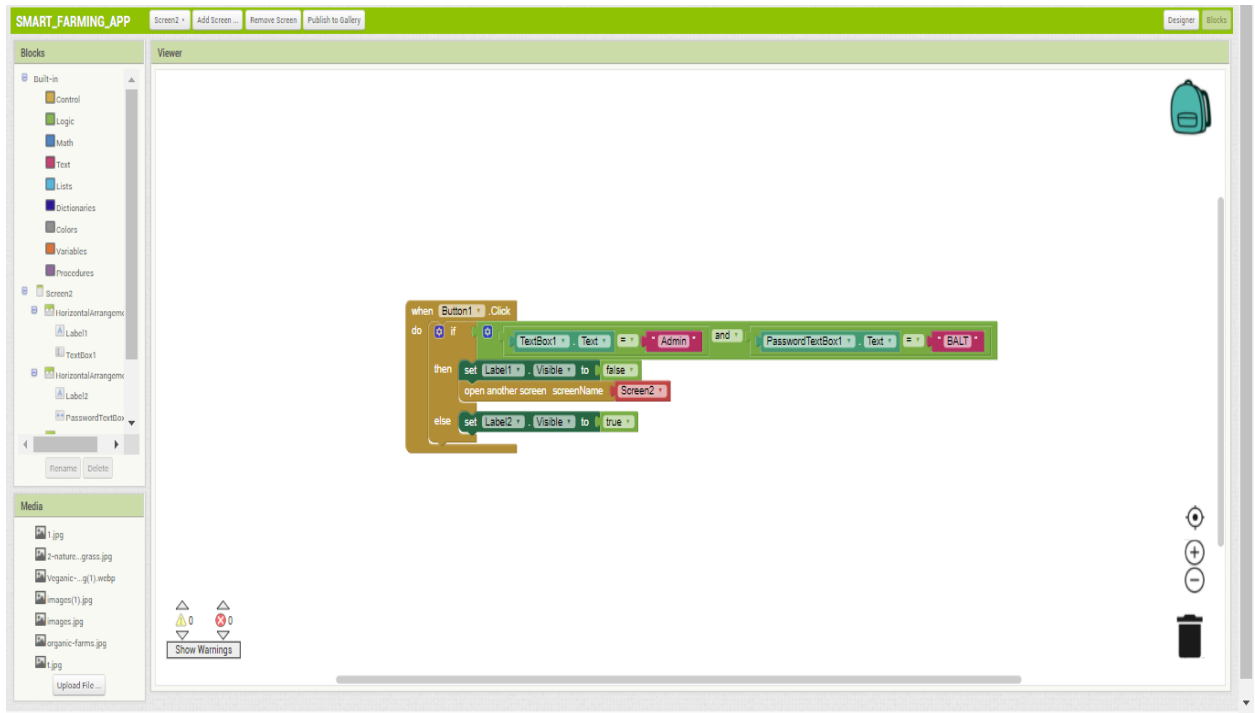 SMART_FARMING_APP Screen2 Add Screen ... Remove Screen Publish to Gallery Designer Blocks
Blocks
Viewer
Built-in
Control
Logic
Math
Text
Lists
Dictionaries
Colors
Variables
Procedures
Screen2
HorizontalArrangeme
Label1
TextBox1
HorizontalArrangeme
Label2
PasswordTextBox
Rename Delete
Media
1.jpg
2-nature...grass.jpg
Veganic-...g(1).webp
images(1).jpg
images.jpg
organic-farms.jpg
t.jpg
Upload File ...
when Button1 .Click
do if TextBox1 . Text = " Admin " and PasswordTextBox1 . Text = " BALT "
then set Label1 . Visible to false
open another screen screenName Screen2
else set Label2 . Visible to true
0 0
Show Warnings